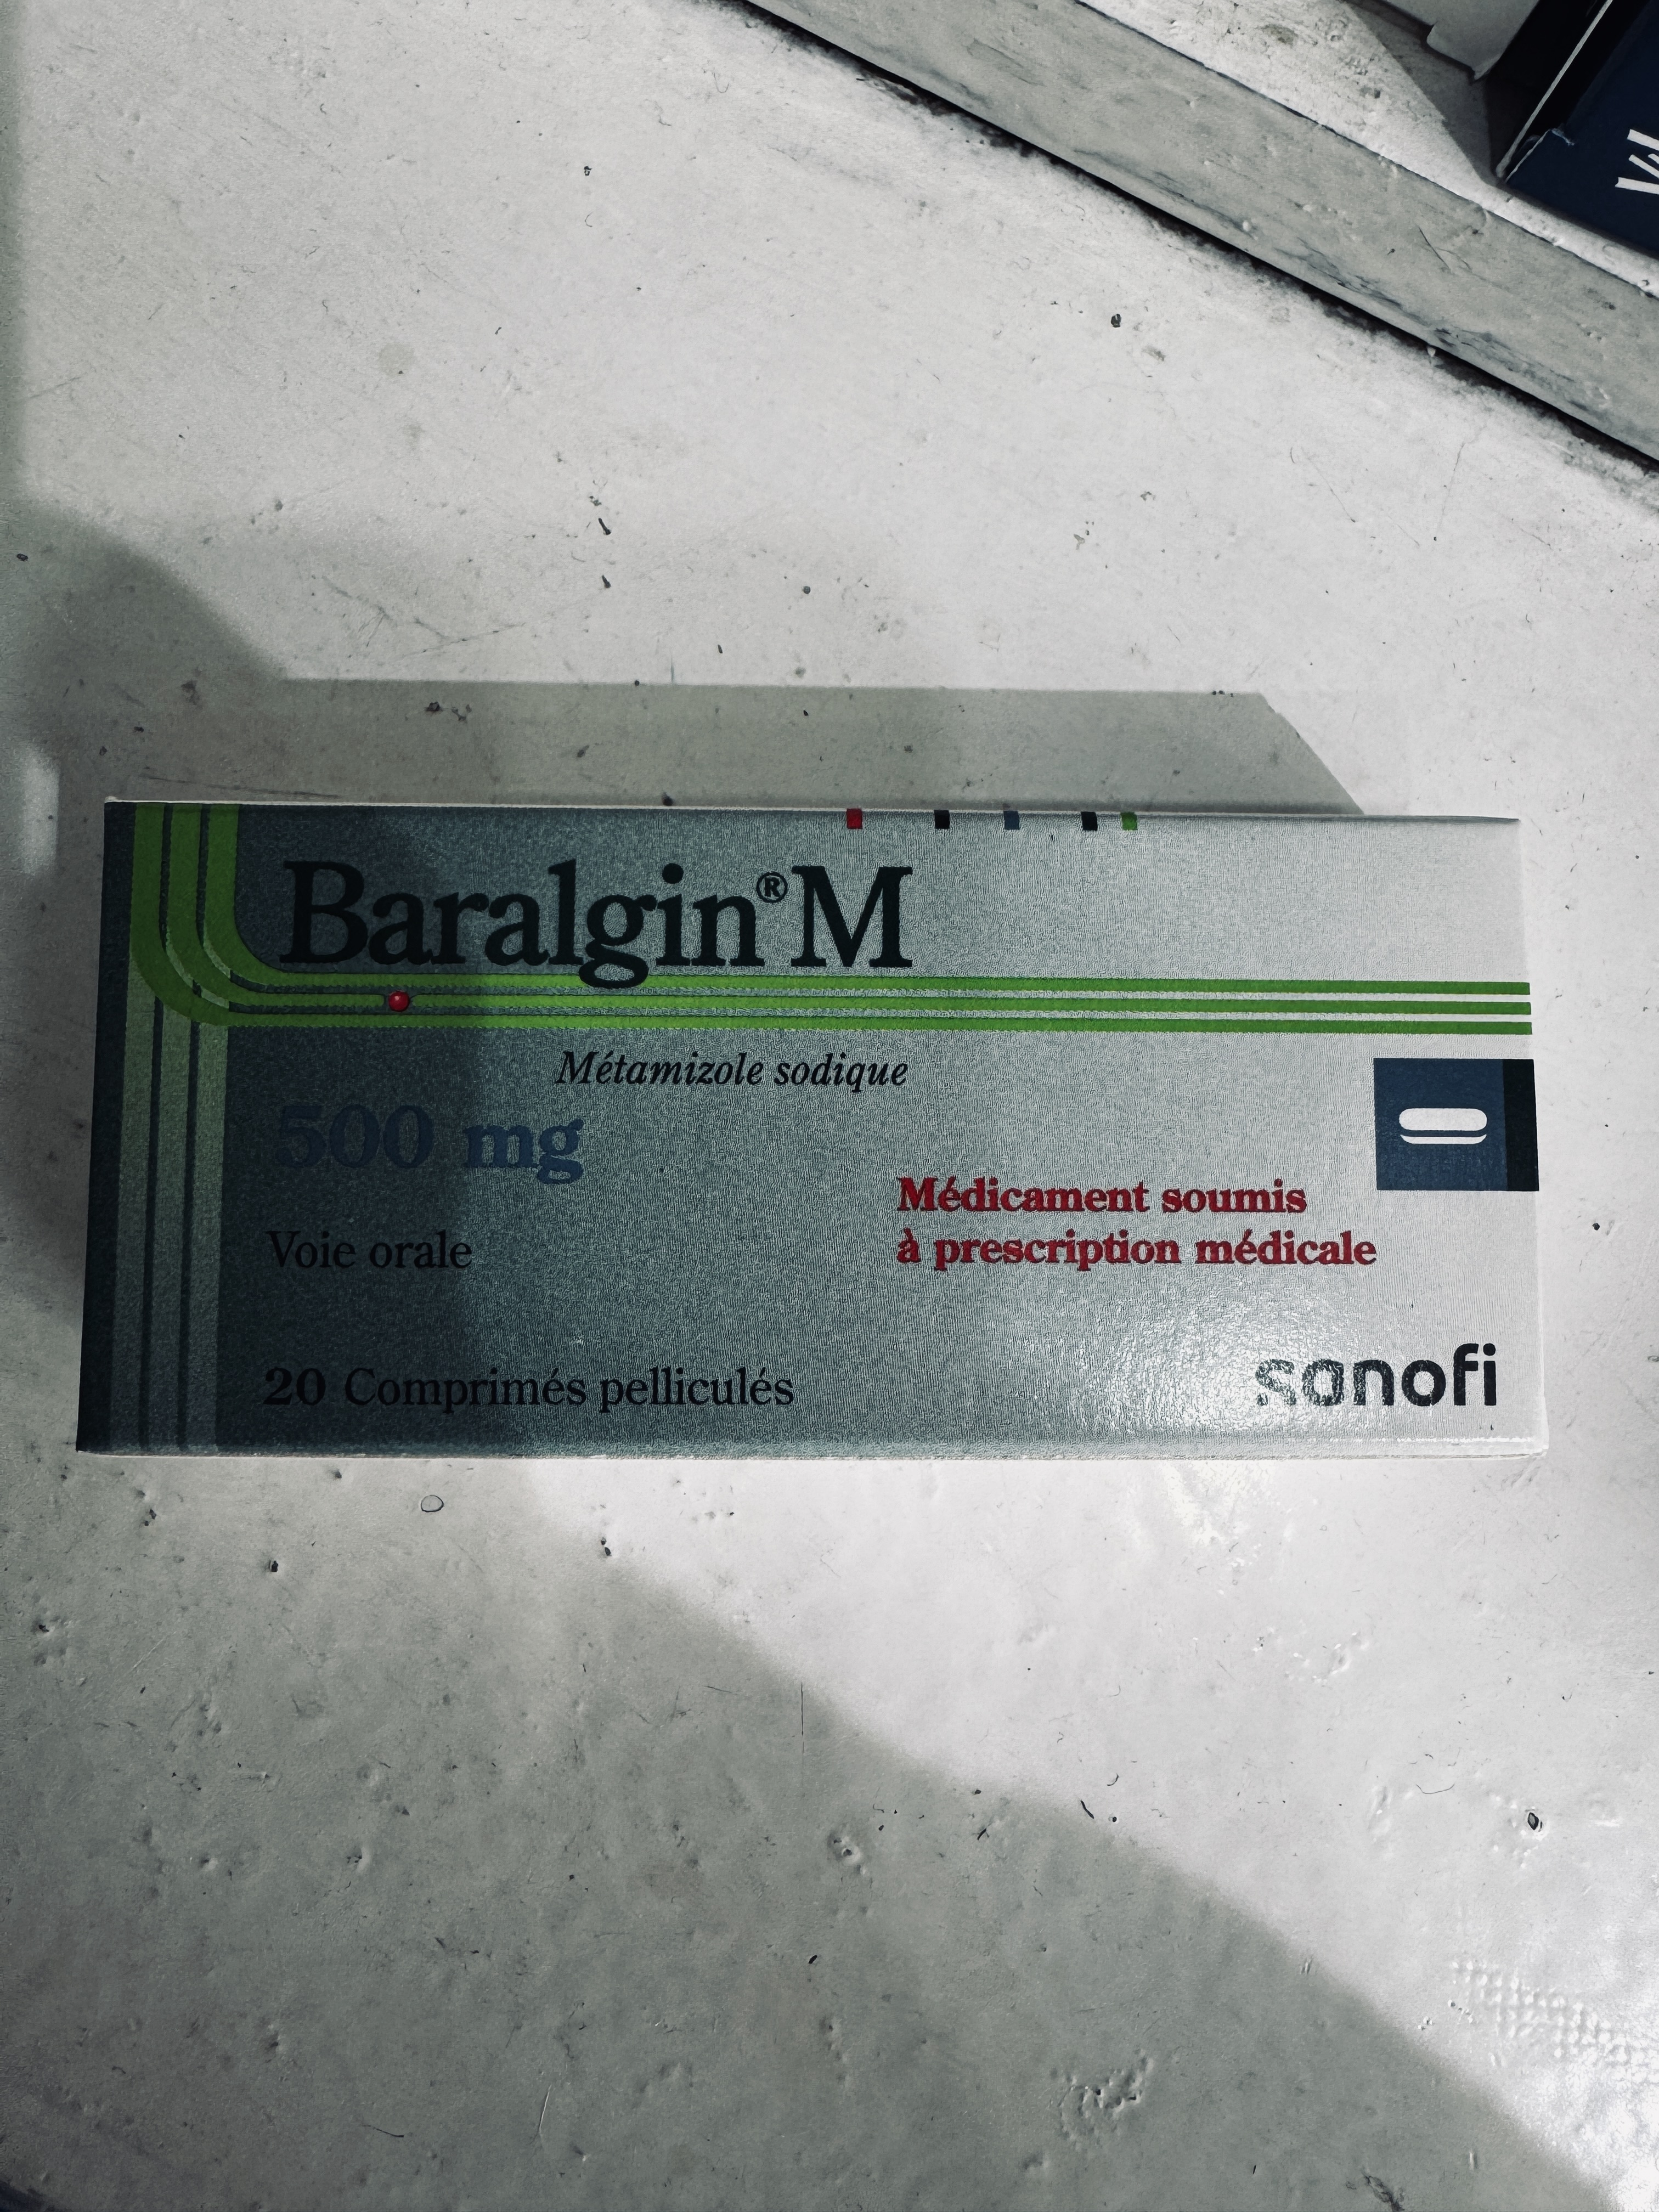 Baralgin® M
Métamizole sodique
500 mg
Voie orale
Médicament soumis
à prescription médicale
20 Comprimés pelliculés
sanofi